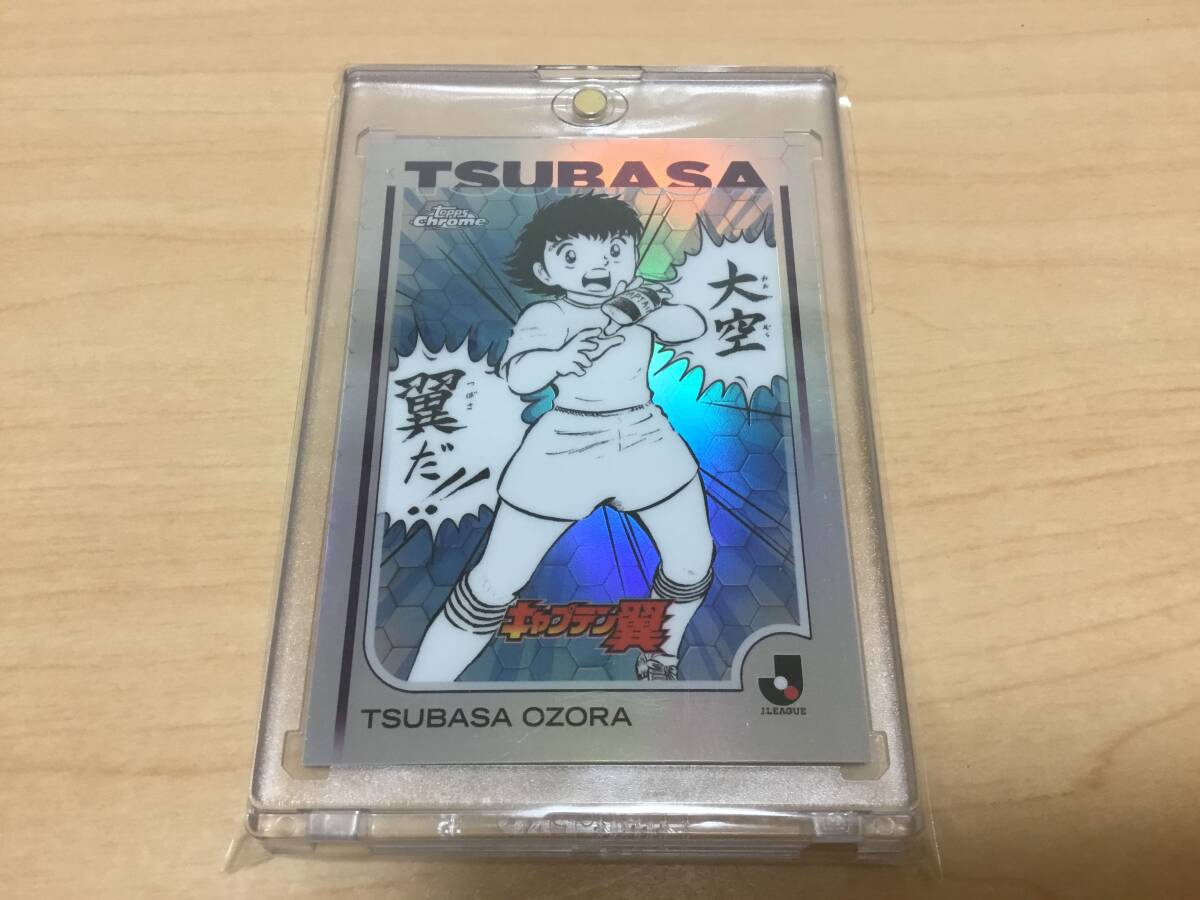 TSUBASA
Topps
Chrome
大空
おお ぞら
CAPTAIN
翼だ!!
つばさ
キャプテン翼
TSUBASA OZORA
J.LEAGUE